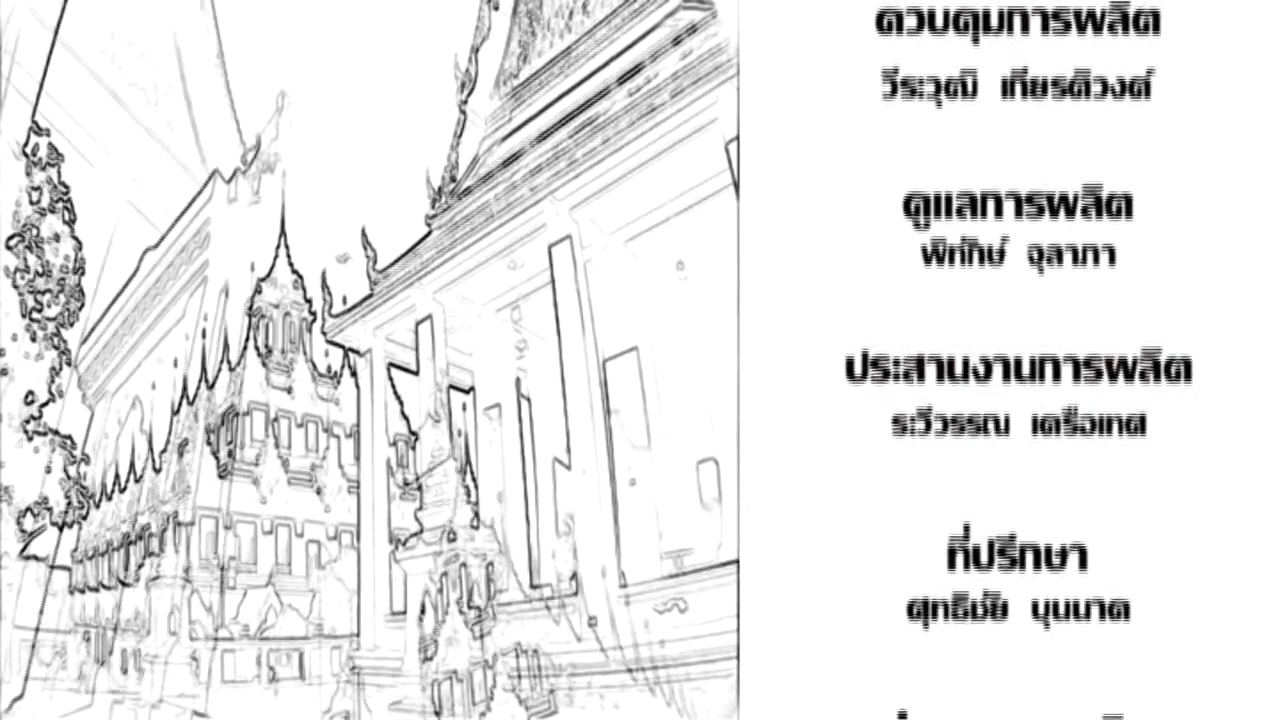 ควบคุมการผลิต
วีระวุฒิ เกียรติวงศ์
ดูแลการผลิต
พิทักษ์ จุลาภา
ประสานงานการผลิต
ระวีวรรณ เครือเทศ
ที่ปรึกษา
ศุทธิชัย บุนนาค